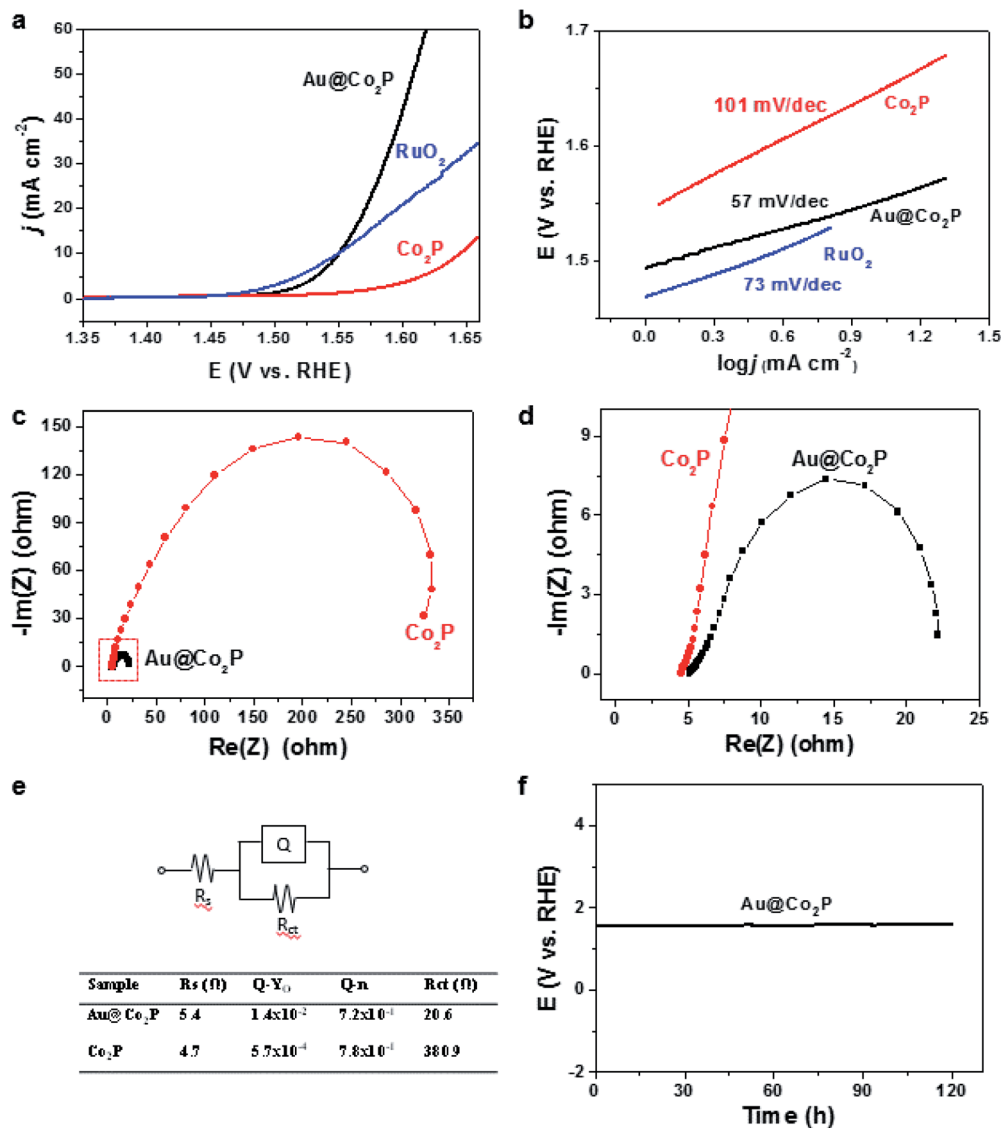 a
60
50
40
30
20
10
0
j (mA cm⁻²)
Au@Co₂P
RuO₂
Co₂P
1.35 1.40 1.45 1.50 1.55 1.60 1.65
E (V vs. RHE)
b
1.7
1.6
1.5
E (V vs. RHE)
101 mV/dec
Co₂P
57 mV/dec
Au@Co₂P
RuO₂
73 mV/dec
0.0 0.3 0.6 0.9 1.2 1.5
logj (mA cm⁻²)
c
150
120
90
60
30
0
-Im(Z) (ohm)
Co₂P
Au@Co₂P
0 50 100 150 200 250 300 350
Re(Z) (ohm)
d
9
6
3
0
-Im(Z) (ohm)
Co₂P
Au@Co₂P
0 5 10 15 20 25
Re(Z) (ohm)
e
Q
Rs
Rct
Sample Rs (Ω) Q-Y₀ Q-n Rct (Ω)
Au@Co₂P 5.4 1.4x10⁻² 7.2x10⁻¹ 20.6
Co₂P 4.7 5.7x10⁻⁴ 7.8x10⁻¹ 380.9
f
4
2
0
-2
E (V vs. RHE)
Au@Co₂P
0 30 60 90 120
Time (h)